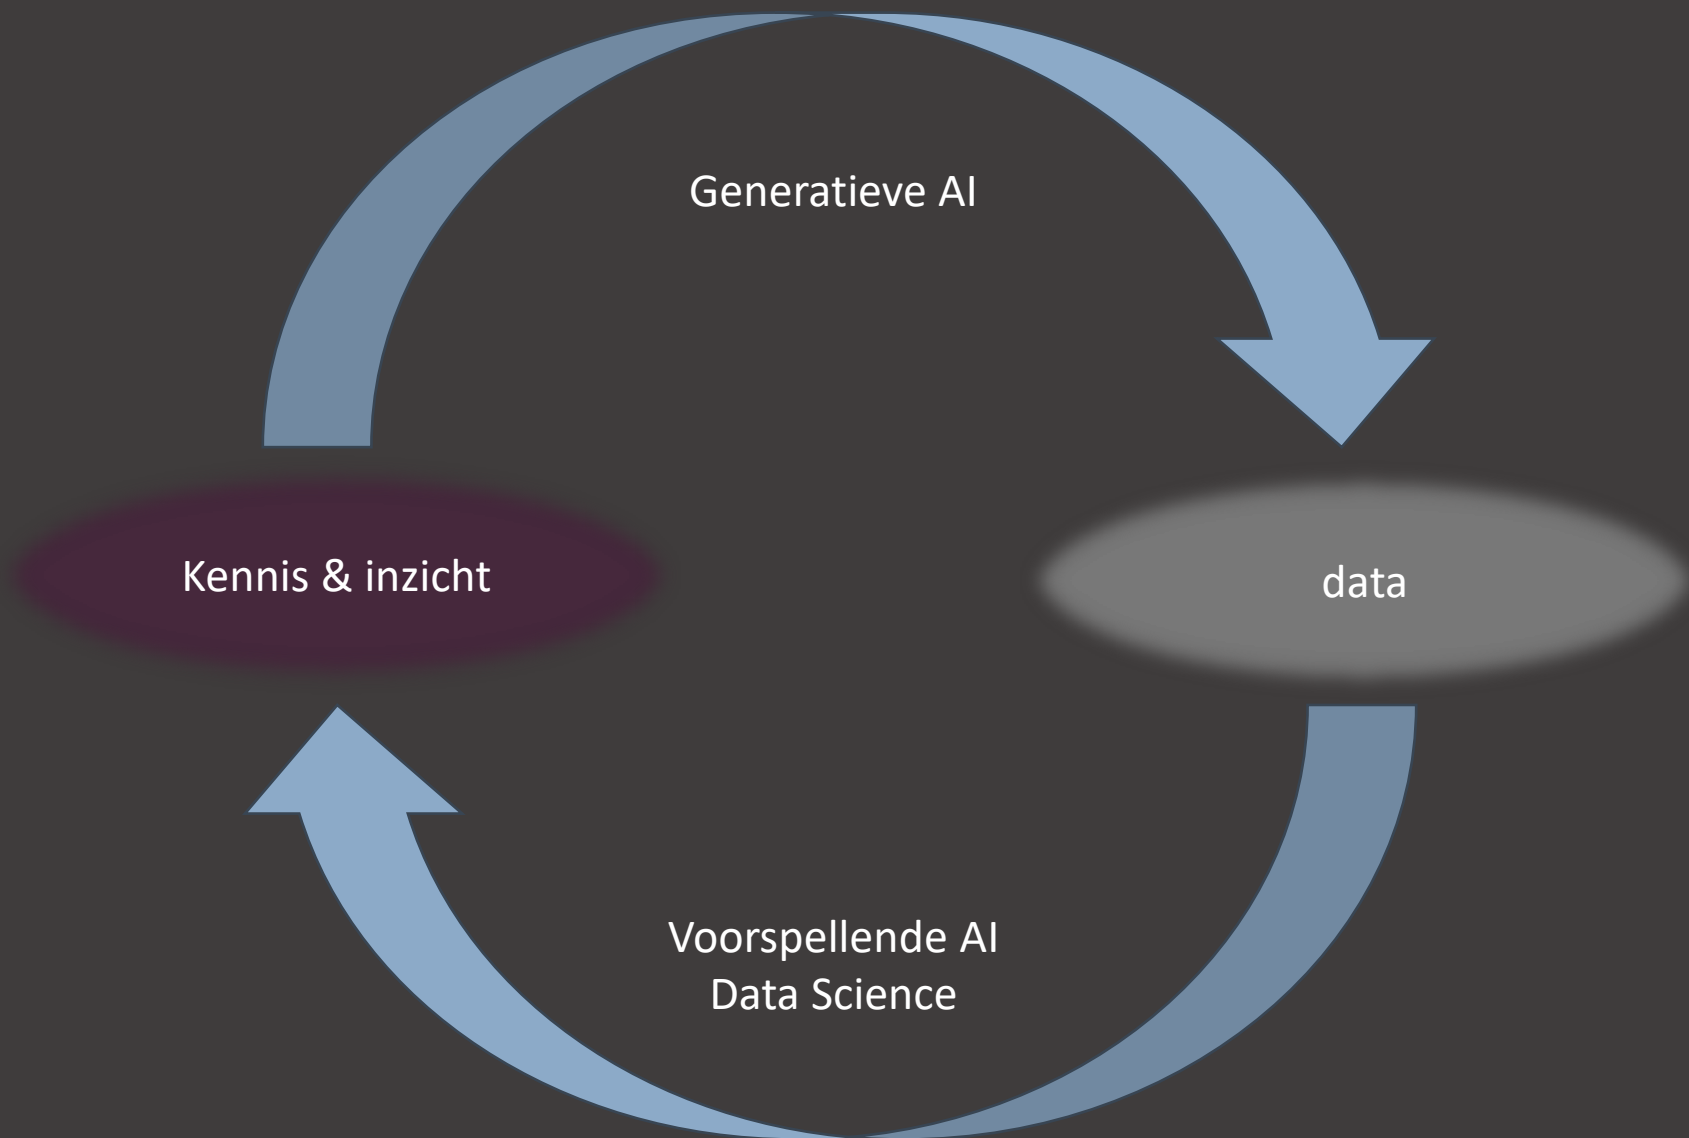 Generatieve AI
Kennis & inzicht
data
Voorspellende AI
Data Science